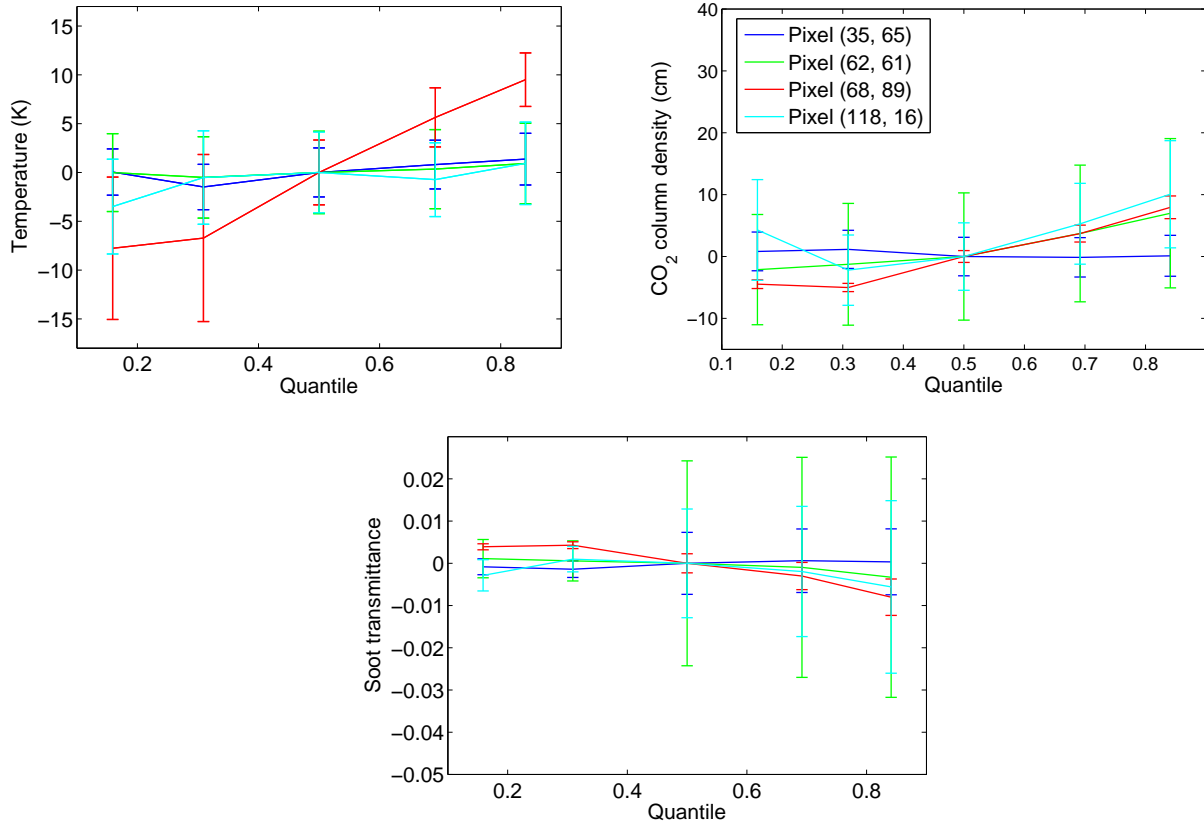 Temperature (K)
15
10
5
0
−5
−10
−15
0.2 0.4 0.6 0.8
Quantile
CO2 column density (cm)
40
30
20
10
0
−10
0.1 0.2 0.3 0.4 0.5 0.6 0.7 0.8 0.9
Quantile
Pixel (35, 65)
Pixel (62, 61)
Pixel (68, 89)
Pixel (118, 16)
Soot transmittance
0.02
0.01
0
−0.01
−0.02
−0.03
−0.04
−0.05
0.2 0.4 0.6 0.8
Quantile